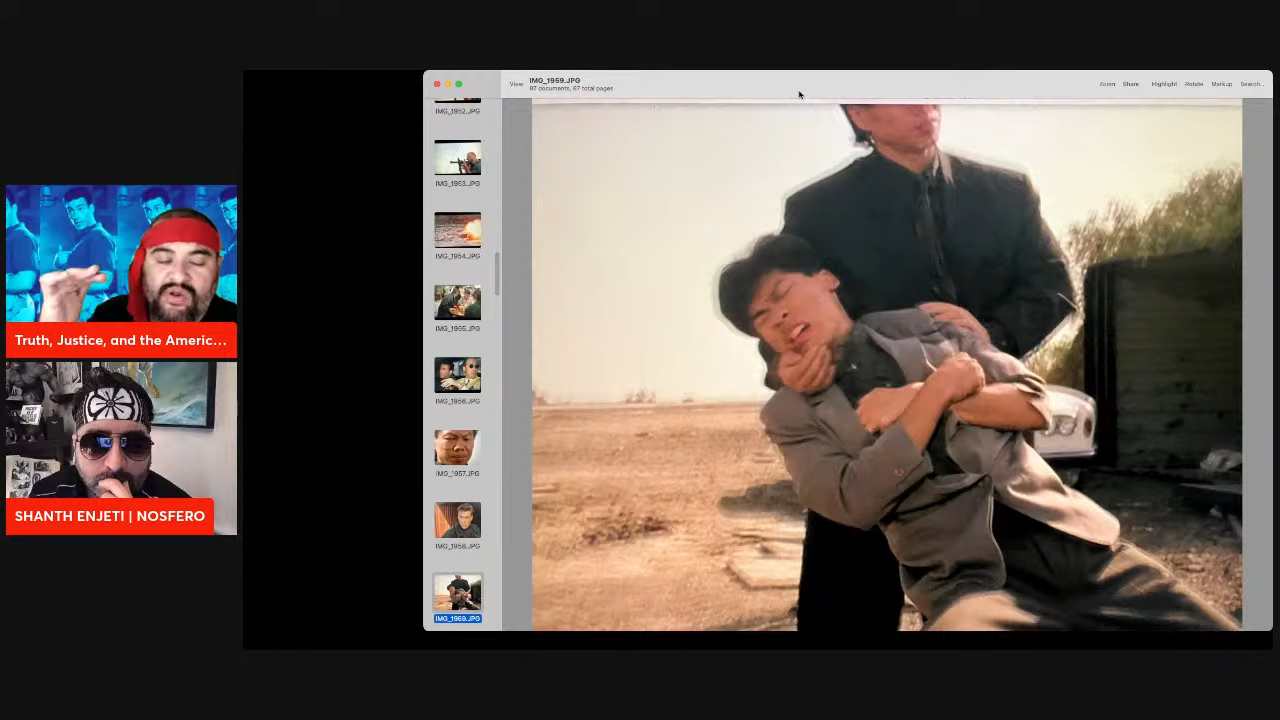 View
IMG_1959.JPG
87 documents, 87 total pages
Zoom Share Highlight Rotate Markup Search...
IMG_1952.JPG
IMG_1953.JPG
IMG_1954.JPG
IMG_1955.JPG
IMG_1956.JPG
IMG_1957.JPG
IMG_1958.JPG
IMG_1959.JPG
Truth, Justice, and the Americ...
SHANTH ENJETI | NOSFERO